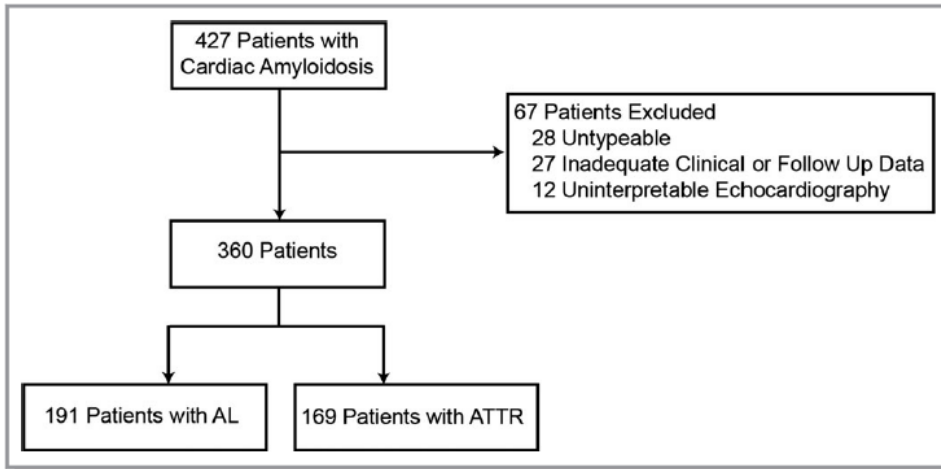 427 Patients with
Cardiac Amyloidosis
67 Patients Excluded
28 Untypeable
27 Inadequate Clinical or Follow Up Data
12 Uninterpretable Echocardiography
360 Patients
191 Patients with AL
169 Patients with ATTR